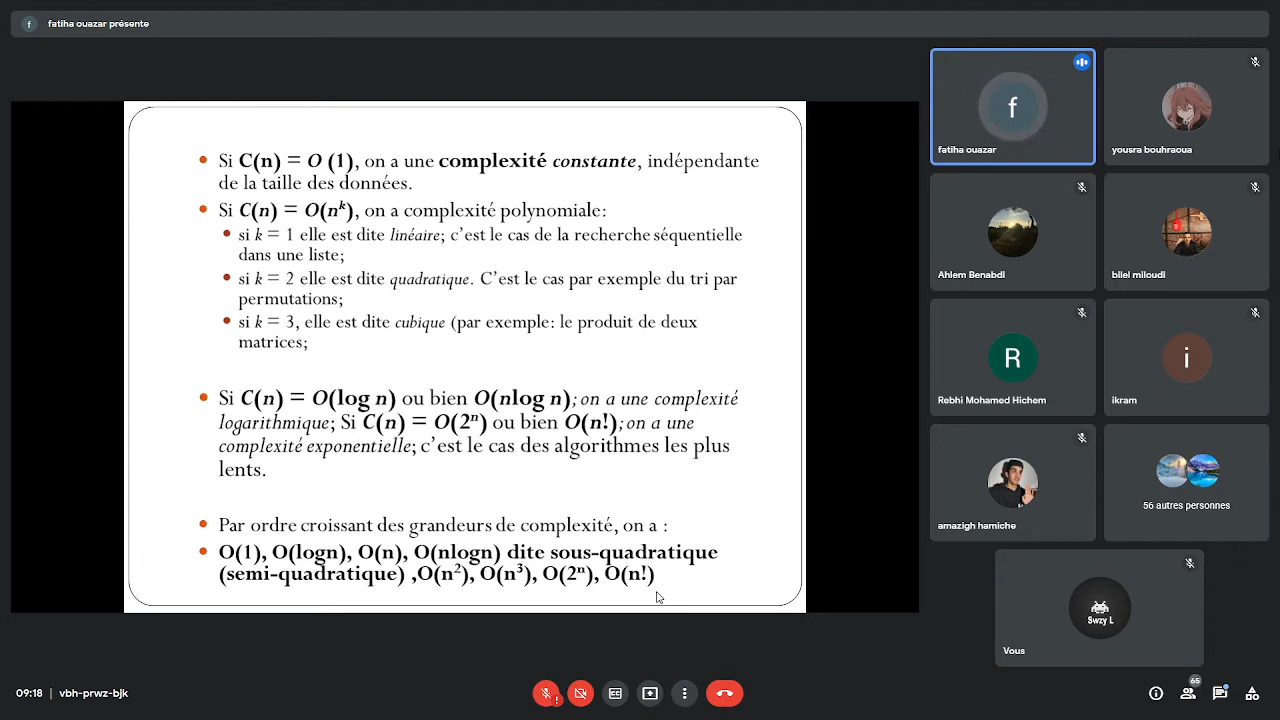 f fatiha ouazar présente
• Si C(n) = O (1), on a une complexité constante, indépendante
de la taille des données.
• Si C(n) = O(nᵏ), on a complexité polynomiale:
• si k = 1 elle est dite linéaire; c’est le cas de la recherche séquentielle
dans une liste;
• si k = 2 elle est dite quadratique. C’est le cas par exemple du tri par
permutations;
• si k = 3, elle est dite cubique (par exemple: le produit de deux
matrices;
• Si C(n) = O(log n) ou bien O(nlog n); on a une complexité
logarithmique; Si C(n) = O(2ⁿ) ou bien O(n!); on a une
complexité exponentielle; c’est le cas des algorithmes les plus
lents.
• Par ordre croissant des grandeurs de complexité, on a :
• O(1), O(logn), O(n), O(nlogn) dite sous-quadratique
(semi-quadratique) ,O(n²), O(n³), O(2ⁿ), O(n!)
f
fatiha ouazar
yousra bouhraoua
Ahlem Benabdi
bilel miloudi
R
Rebhi Mohamed Hichem
i
ikram
amazigh hamiche
56 autres personnes
Swzy L
Vous
09:18 | vbh-prwz-bjk
65